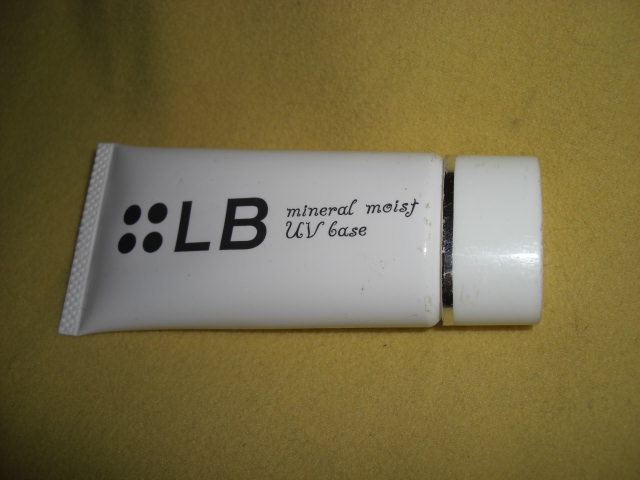 LB
mineral moist
UV base